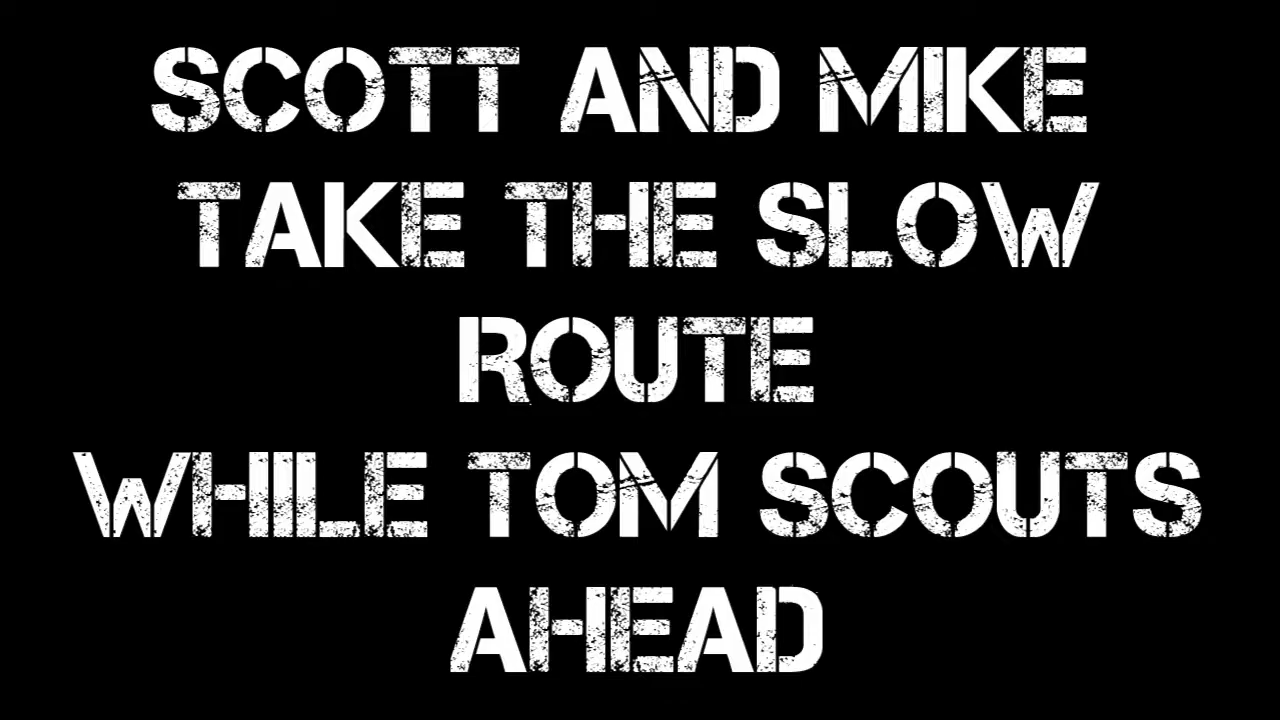 SCOTT AND MIKE
TAKE THE SLOW
ROUTE
WHILE TOM SCOUTS
AHEAD